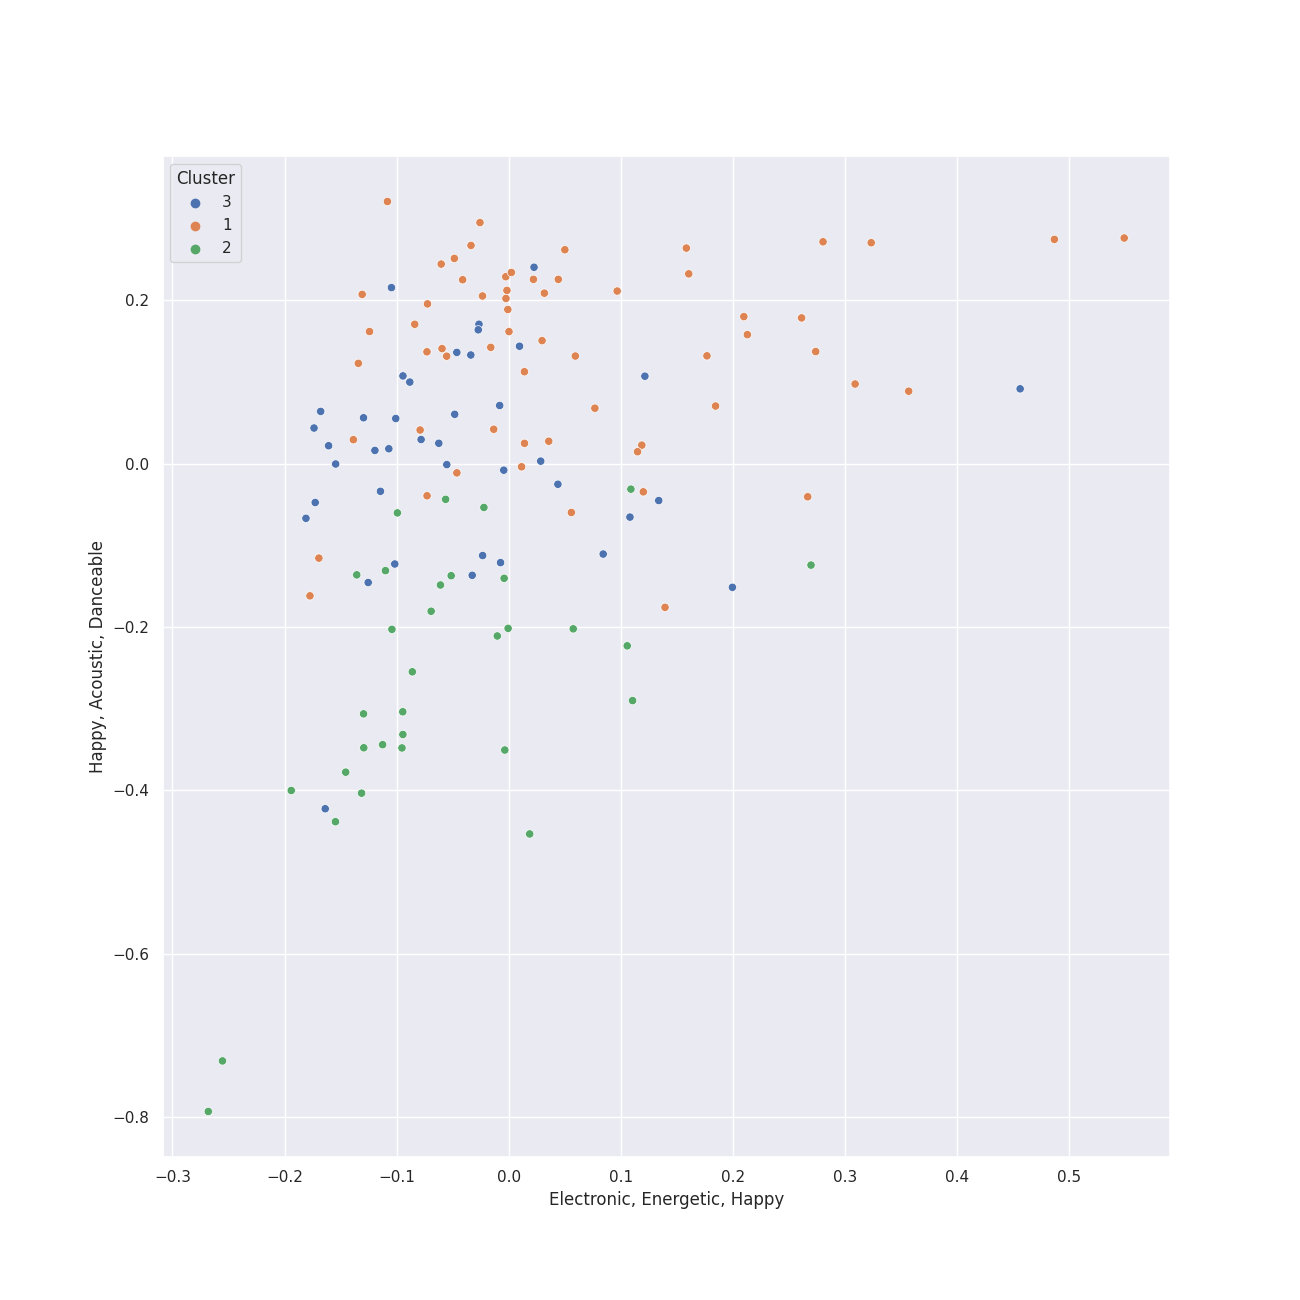 Cluster
3
1
2
0.2
0.0
−0.2
−0.4
−0.6
−0.8
Happy, Acoustic, Danceable
−0.3 −0.2 −0.1 0.0 0.1 0.2 0.3 0.4 0.5
Electronic, Energetic, Happy